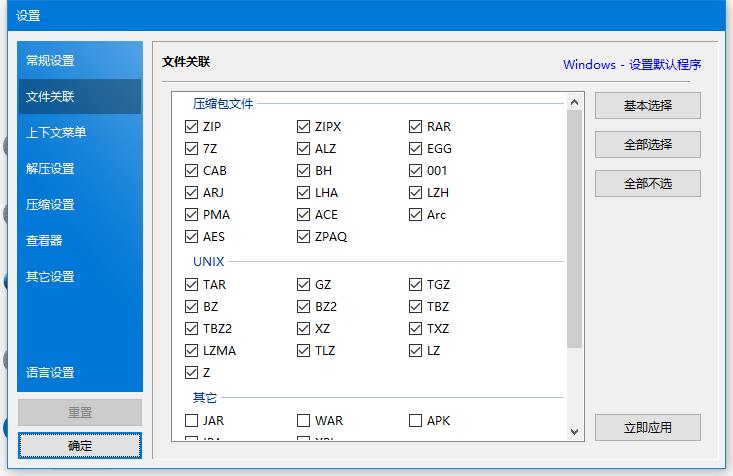 设置
常规设置
文件关联
上下文菜单
解压设置
压缩设置
查看器
其它设置
语言设置
重置
确定
文件关联
Windows - 设置默认程序
压缩包文件
ZIP ZIPX RAR
7Z ALZ EGG
CAB BH 001
ARJ LHA LZH
PMA ACE Arc
AES ZPAQ
UNIX
TAR GZ TGZ
BZ BZ2 TBZ
TBZ2 XZ TXZ
LZMA TLZ LZ
Z
其它
JAR WAR APK
基本选择
全部选择
全部不选
立即应用